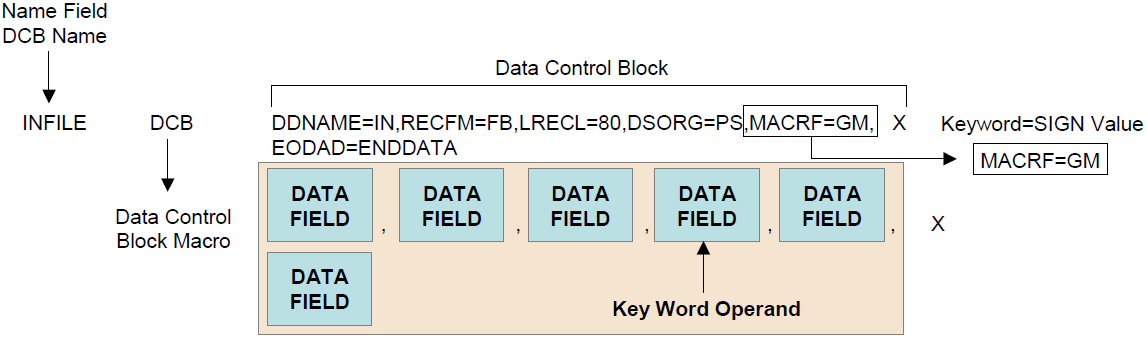 Name Field
DCB Name
Data Control Block
INFILE DCB DDNAME=IN,RECFM=FB,LRECL=80,DSORG=PS,MACRF=GM, X Keyword=SIGN Value
EODAD=ENDDATA
MACRF=GM
Data Control
Block Macro
DATA FIELD , DATA FIELD , DATA FIELD , DATA FIELD , DATA FIELD , X
DATA FIELD
Key Word Operand